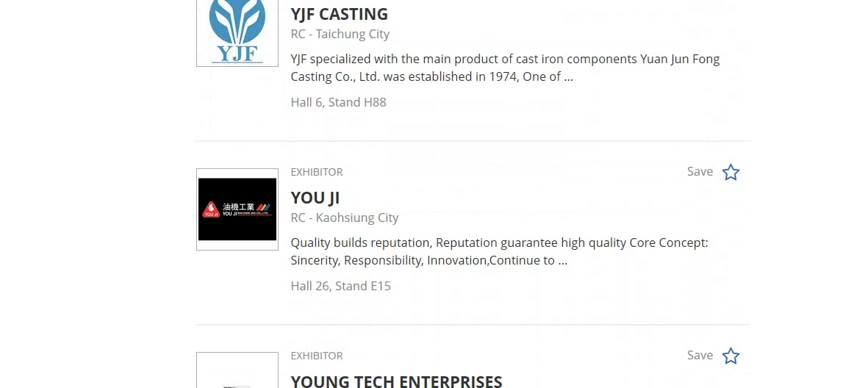 YJF CASTING
RC - Taichung City
YJF specialized with the main product of cast iron components Yuan Jun Fong
Casting Co., Ltd. was established in 1974, One of ...
Hall 6, Stand H88
YJF
EXHIBITOR
Save
YOU JI
RC - Kaohsiung City
Quality builds reputation, Reputation guarantee high quality Core Concept:
Sincerity, Responsibility, Innovation,Continue to ...
Hall 26, Stand E15
油機工業
YOU JI
EXHIBITOR
Save
YOUNG TECH ENTERPRISES